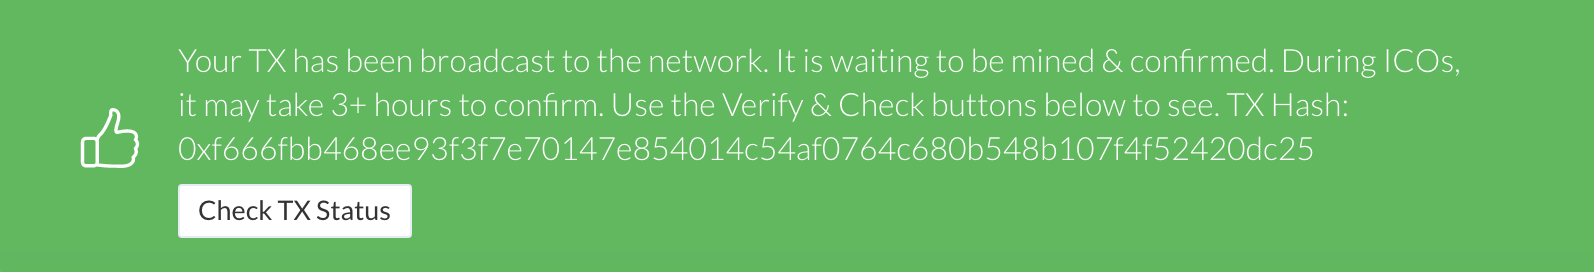 Your TX has been broadcast to the network. It is waiting to be mined & confirmed. During ICOs,
it may take 3+ hours to confirm. Use the Verify & Check buttons below to see. TX Hash:
0xf666fbb468ee93f3f7e70147e854014c54af0764c680b548b107f4f52420dc25
Check TX Status